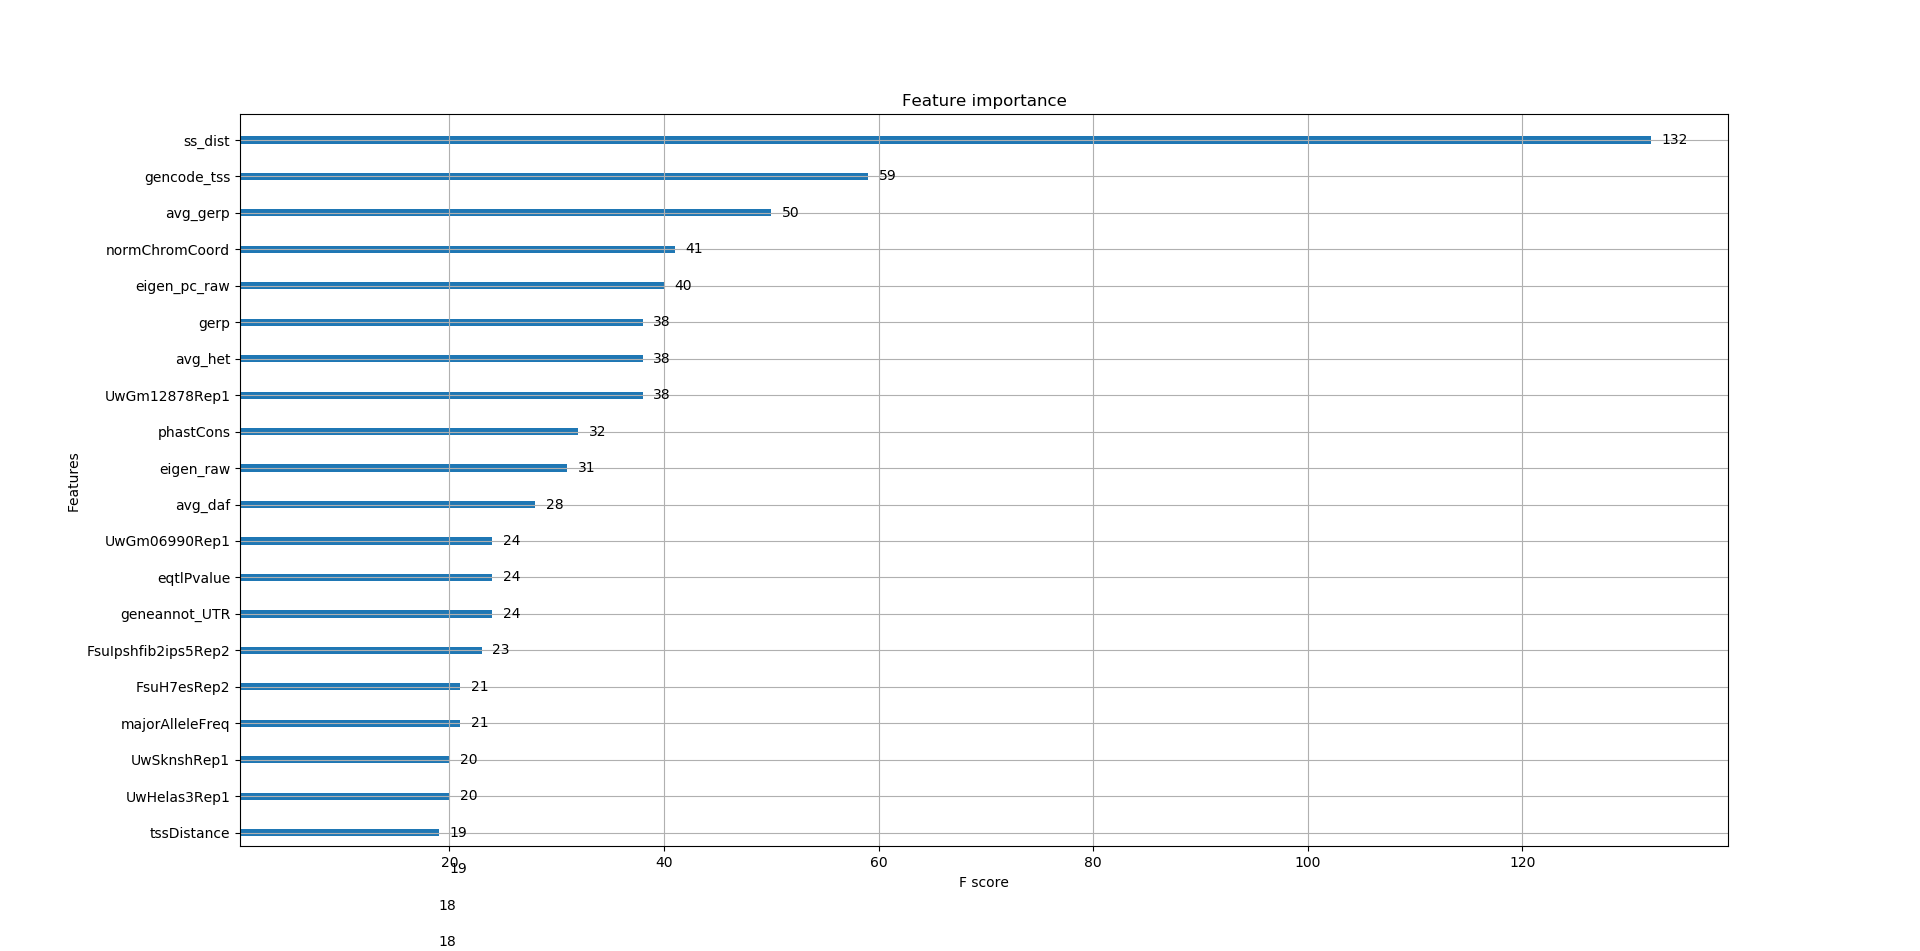 Feature importance
ss_dist 132
gencode_tss 59
avg_gerp 50
normChromCoord 41
eigen_pc_raw 40
gerp 38
avg_het 38
UwGm12878Rep1 38
phastCons 32
eigen_raw 31
Features
avg_daf 28
UwGm06990Rep1 24
eqtlPvalue 24
geneannot_UTR 24
FsuIpshfib2ips5Rep2 23
FsuH7esRep2 21
majorAlleleFreq 21
UwSknshRep1 20
UwHelas3Rep1 20
tssDistance 19
20 40 60 80 100 120
19
F score
18
18